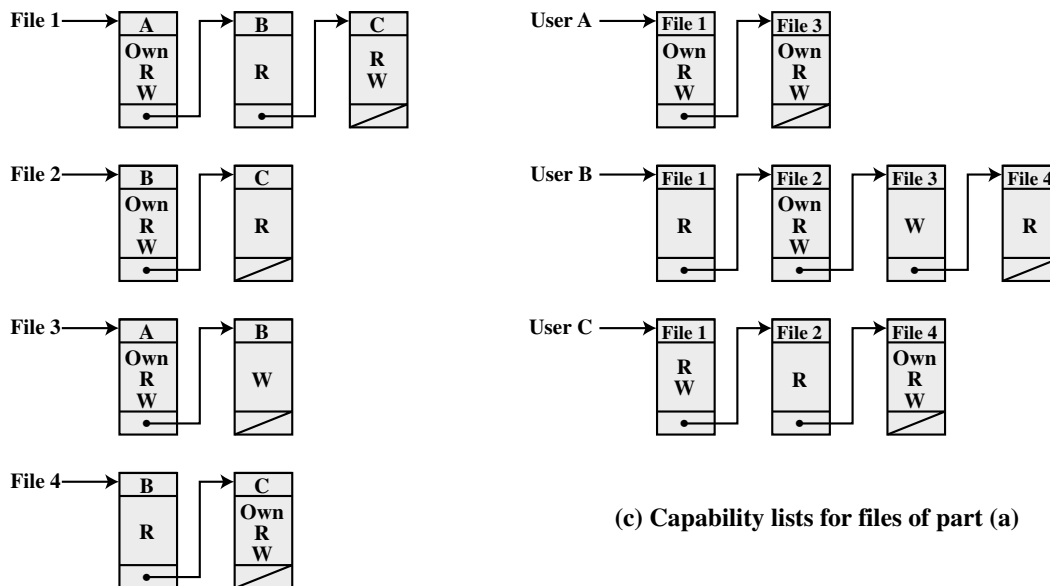 File 1
A
Own
R
W
B
R
C
R
W
File 2
B
Own
R
W
C
R
File 3
A
Own
R
W
B
W
File 4
B
R
C
Own
R
W
User A
File 1
Own
R
W
File 3
Own
R
W
User B
File 1
R
File 2
Own
R
W
File 3
W
File 4
R
User C
File 1
R
W
File 2
R
File 4
Own
R
W
(c) Capability lists for files of part (a)